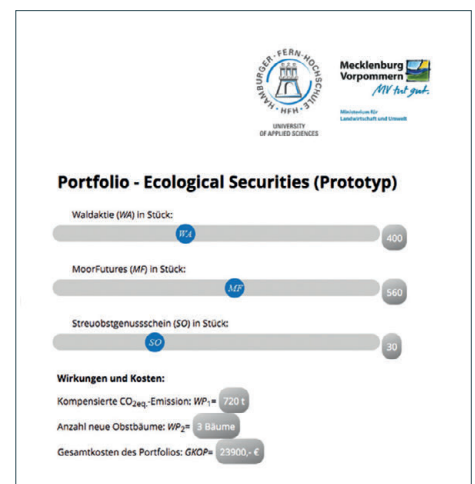 HAMBURGER FERN-HOCHSCHULE
HFH
UNIVERSITY
OF APPLIED SCIENCES
Mecklenburg
Vorpommern
MV tut gut.
Ministerium für
Landwirtschaft und Umwelt
Portfolio - Ecological Securities (Prototyp)
Waldaktie (WA) in Stück:
WA 400
MoorFutures (MF) in Stück:
MF 560
Streuobstgenussschein (SO) in Stück:
SO 30
Wirkungen und Kosten:
Kompensierte CO2eq.-Emission: WP1= 720 t
Anzahl neue Obstbäume: WP2= 3 Bäume
Gesamtkosten des Portfolios: GKOP= 23900,- €